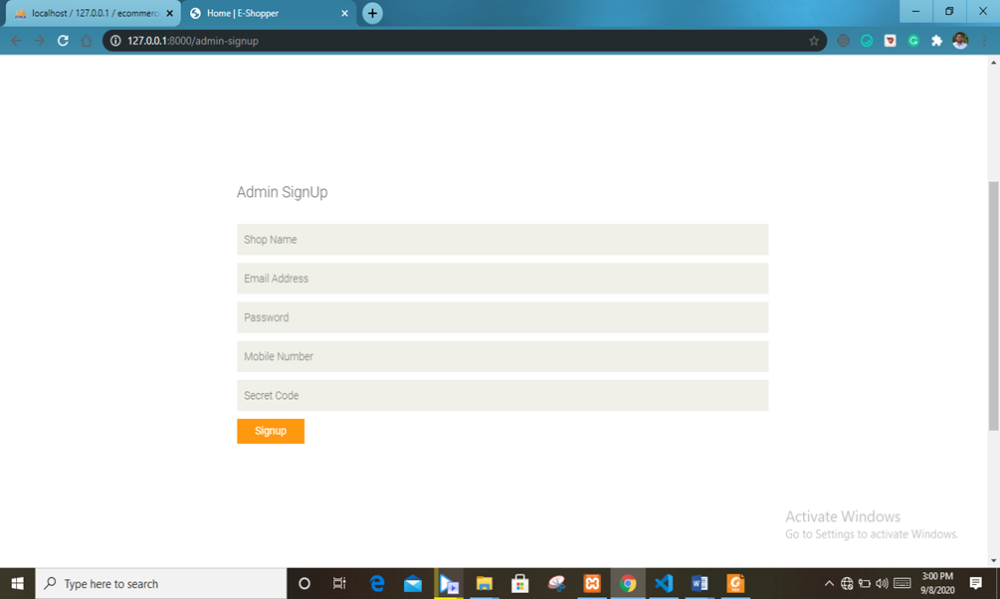 localhost / 127.0.0.1 / ecommerc
Home | E-Shopper
127.0.0.1:8000/admin-signup
Admin SignUp
Shop Name
Email Address
Password
Mobile Number
Secret Code
Signup
Activate Windows
Go to Settings to activate Windows.
Type here to search
3:00 PM
9/8/2020